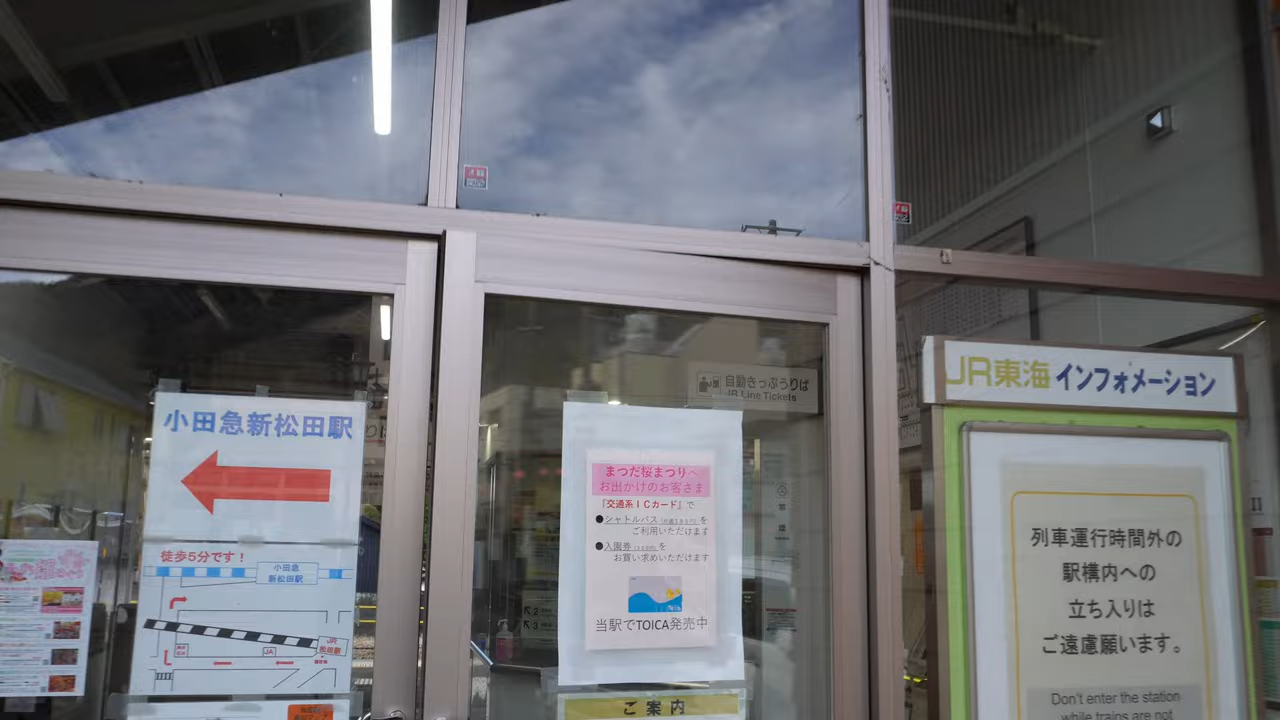 小田急新松田駅
徒歩5分です！
小田急
新松田駅
JR
松田駅
JA
自動きっぷうりば
JR Line Tickets
まつだ桜まつりへ
お出かけのお客さま
『交通系ICカード』で
●シャトルバス
を
ご利用いただけます
●入園券
を
お買い求めいただけます
当駅でTOICA発売中
ご案内
JR東海 インフォメーション
列車運行時間外の
駅構内への
立ち入りは
ご遠慮願います。
Don't enter the station
while trains are not